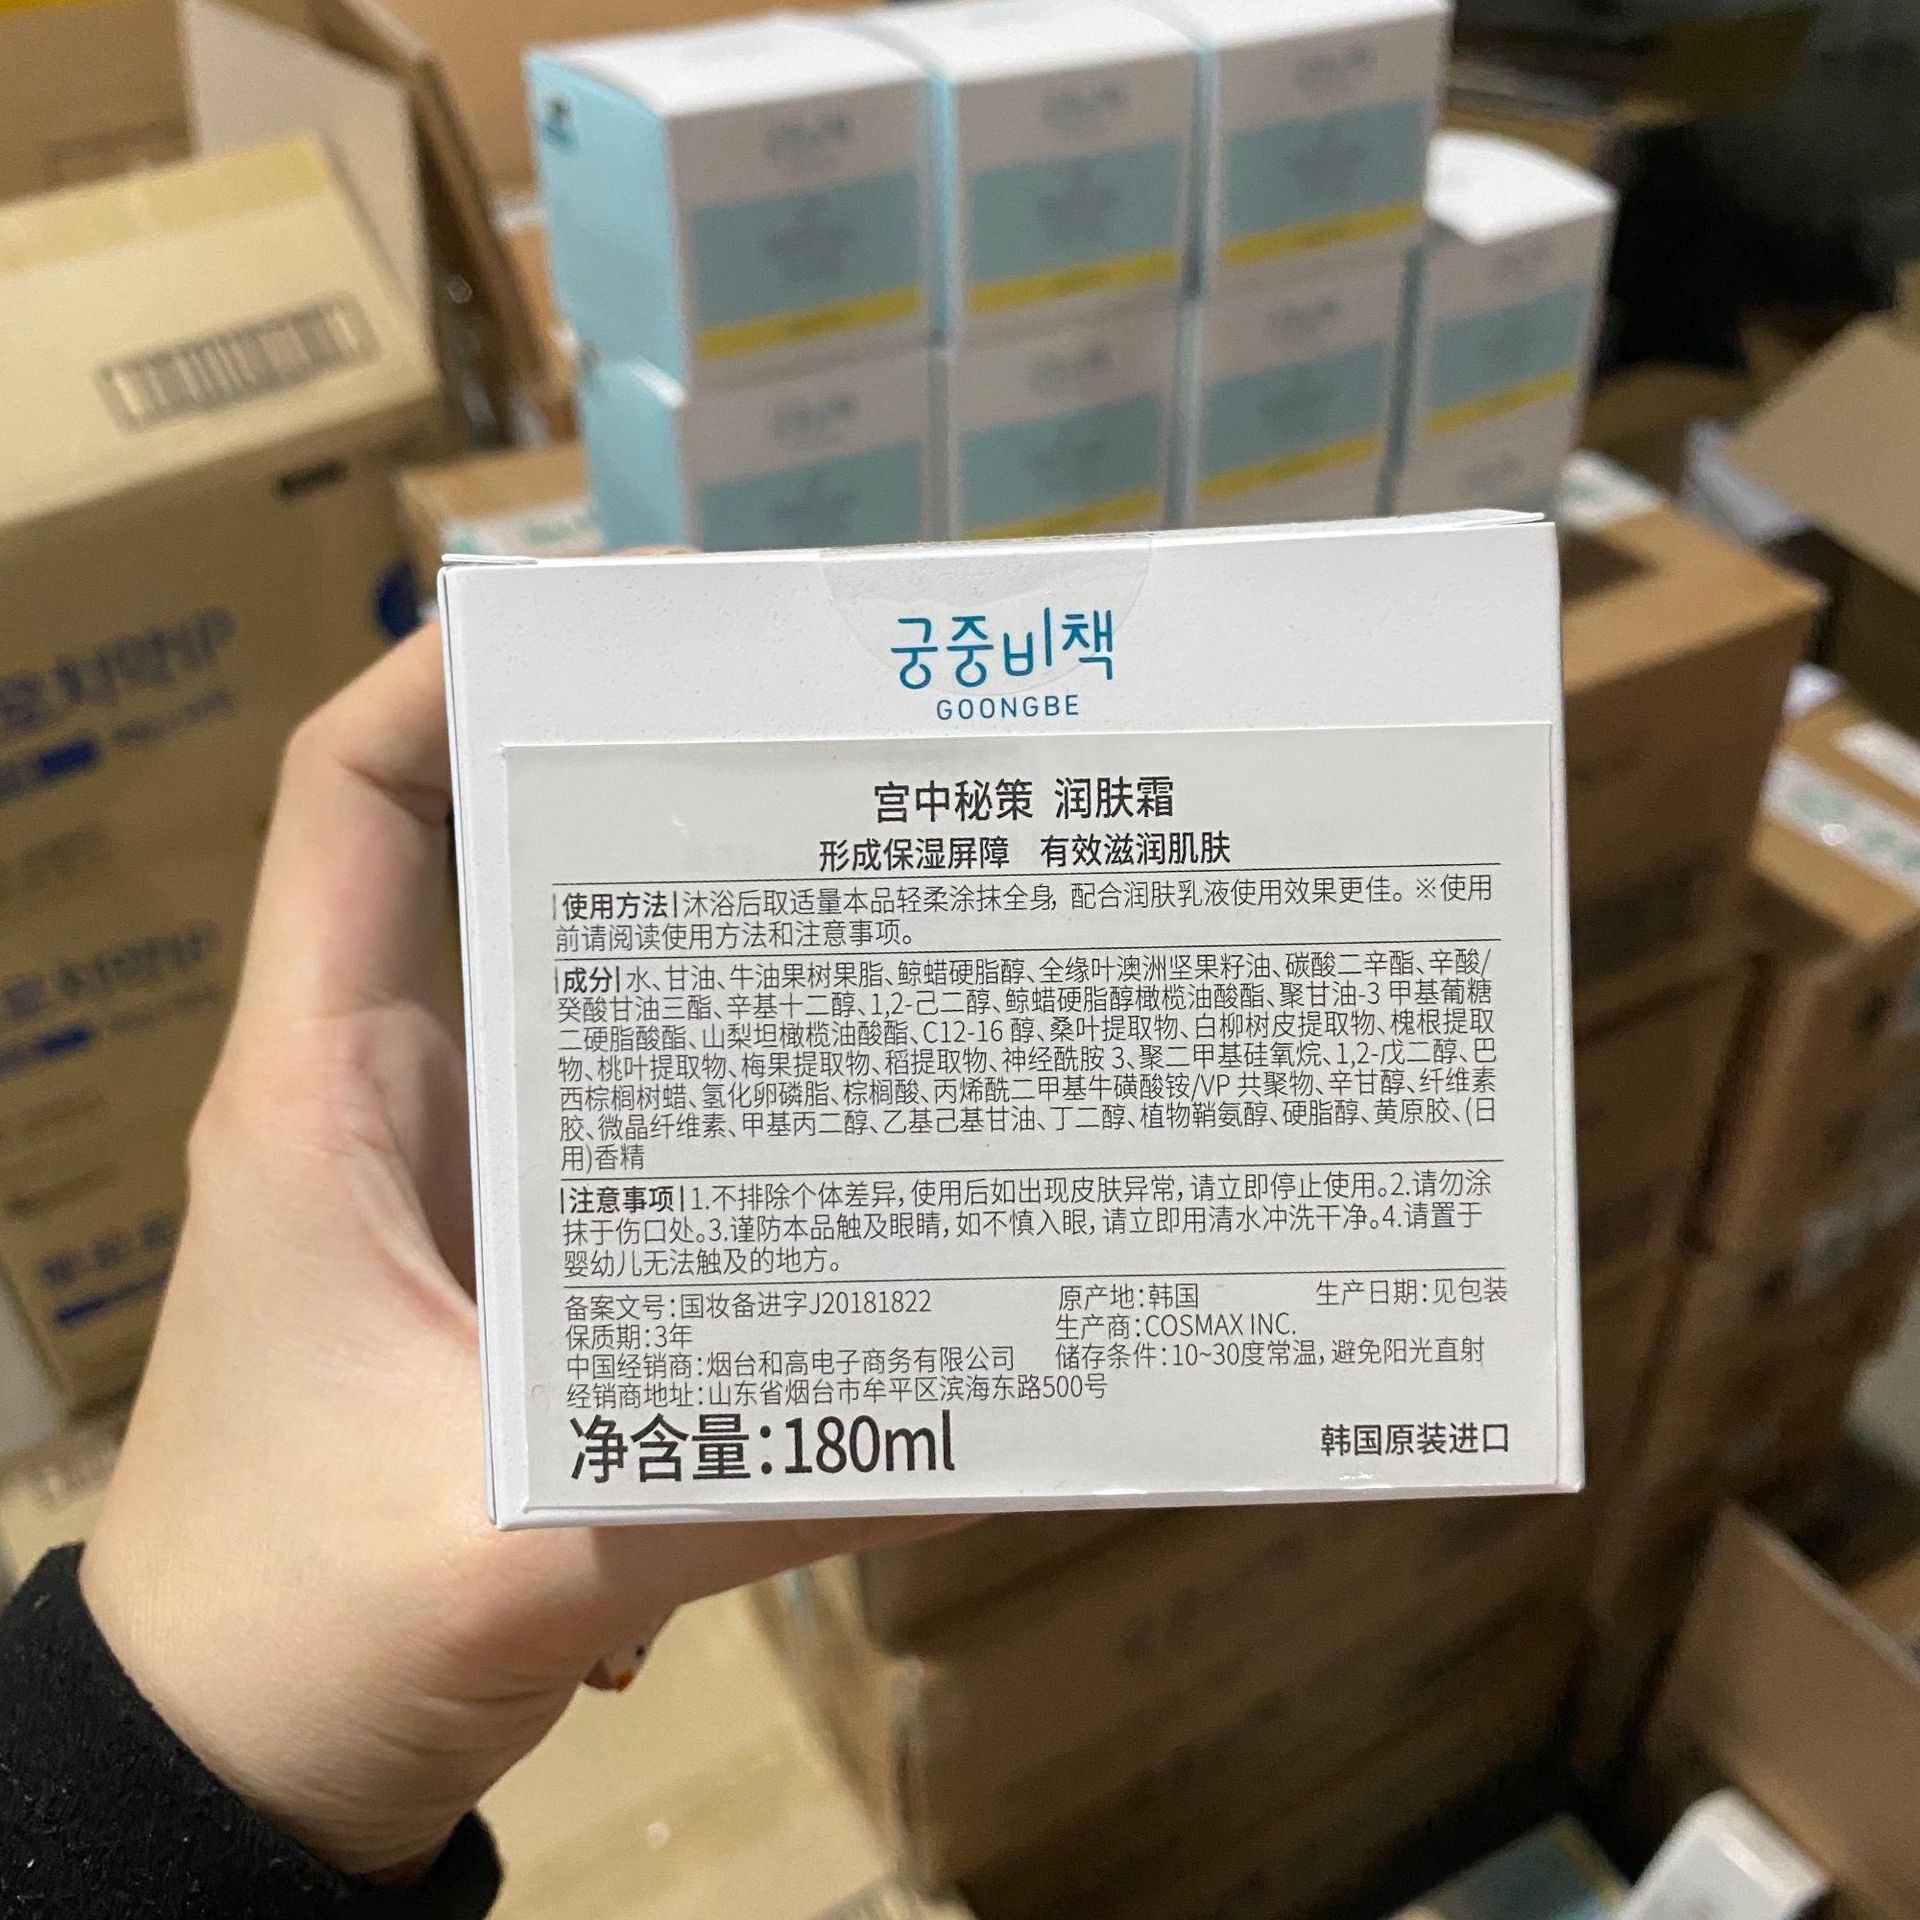 궁중비책
GOONGBE
宫中秘策 润肤霜
形成保湿屏障 有效滋润肌肤
|使用方法|沐浴后取适量本品轻柔涂抹全身, 配合润肤乳液使用效果更佳。※使用
前请阅读使用方法和注意事项。
|成分|水、甘油、牛油果树果脂、鲸蜡硬脂醇、全缘叶澳洲坚果籽油、碳酸二辛酯、辛酸/
癸酸甘油三酯、辛基十二醇、1,2-己二醇、鲸蜡硬脂醇橄榄油酸酯、聚甘油-3 甲基葡糖
二硬脂酸酯、山梨坦橄榄油酸酯、C12-16 醇、桑叶提取物、白柳树皮提取物、槐根提取
物、桃叶提取物、梅果提取物、稻提取物、神经酰胺 3、聚二甲基硅氧烷、1,2-戊二醇、巴
西棕榈树蜡、氢化卵磷脂、棕榈酸、丙烯酰二甲基牛磺酸铵/VP 共聚物、辛甘醇、纤维素
胶、微晶纤维素、甲基丙二醇、乙基己基甘油、丁二醇、植物鞘氨醇、硬脂醇、黄原胶、(日
用)香精
|注意事项|1.不排除个体差异,使用后如出现皮肤异常,请立即停止使用。2.请勿涂
抹于伤口处。3.谨防本品触及眼睛,如不慎入眼,请立即用清水冲洗干净。4.请置于
婴幼儿无法触及的地方。
备案文号:国妆备进字J20181822 原产地:韩国 生产日期:见包装
保质期:3年 生产商:COSMAX INC.
中国经销商:烟台和高电子商务有限公司 储存条件:10~30度常温,避免阳光直射
经销商地址:山东省烟台市牟平区滨海东路500号
净含量:180ml 韩国原装进口